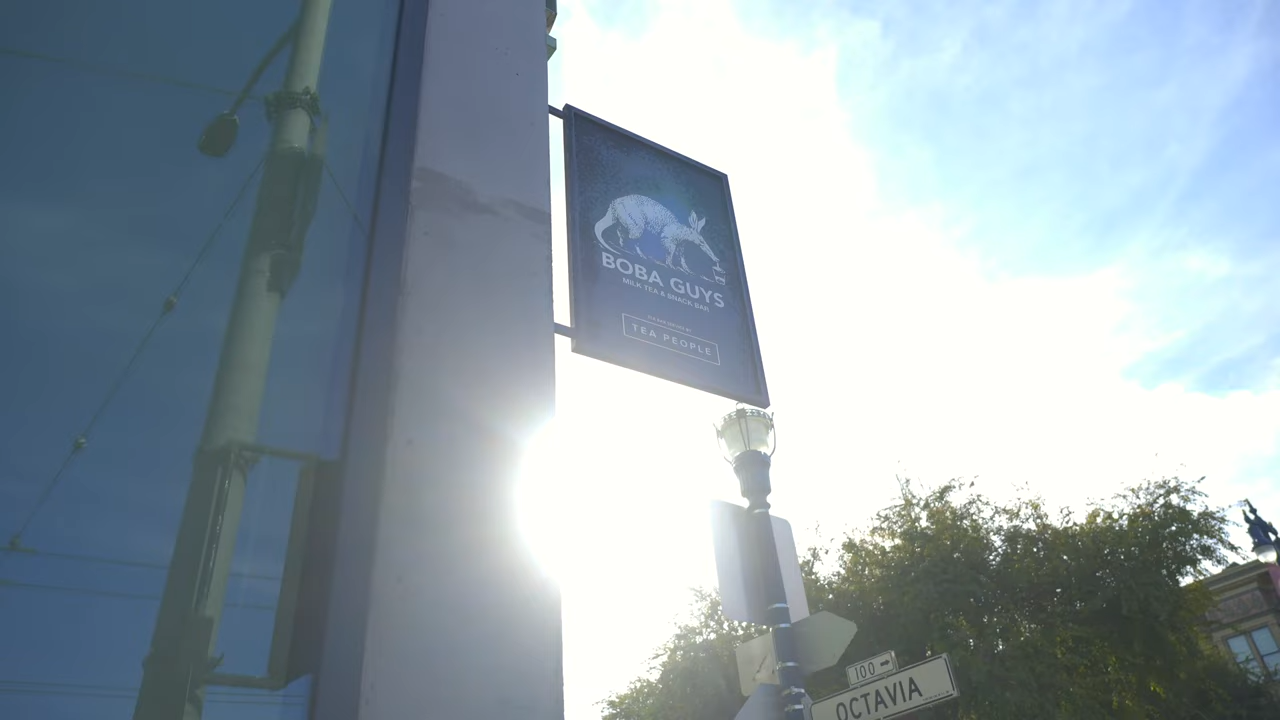 BOBA GUYS
MILK TEA & SNACK BAR
TEA PEOPLE
100
OCTAVIA